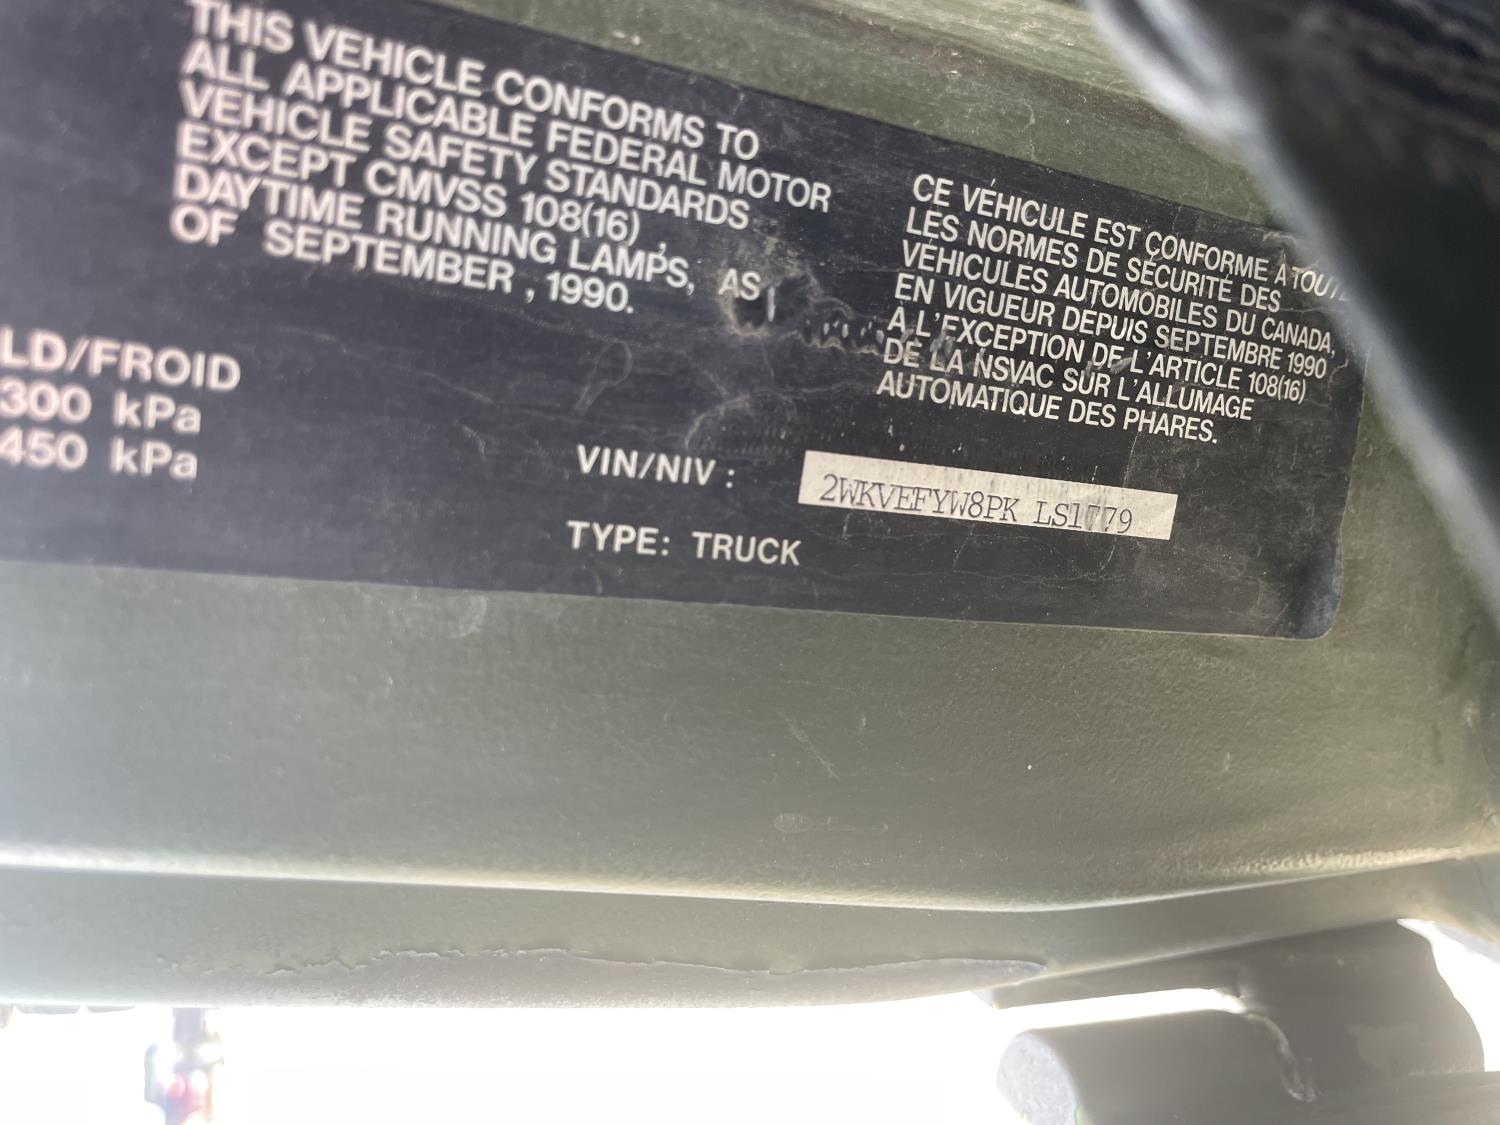 THIS VEHICLE CONFORMS TO
ALL APPLICABLE FEDERAL MOTOR
VEHICLE SAFETY STANDARDS
EXCEPT CMVSS 108(16) ,
DAYTIME RUNNING LAMPS, AS
OF SEPTEMBER , 1990.
CE VÉHICULE EST CONFORME À TOUTES
LES NORMES DE SÉCURITÉ DES
VÉHICULES AUTOMOBILES DU CANADA,
EN VIGUEUR DEPUIS SEPTEMBRE 1990
À L'EXCEPTION DE L'ARTICLE 108(16)
DE LA NSVAC SUR L'ALLUMAGE
AUTOMATIQUE DES PHARES.
LD/FROID
300 kPa
450 kPa
VIN/NIV : 2WKVEFYW8PK LS1779
TYPE: TRUCK